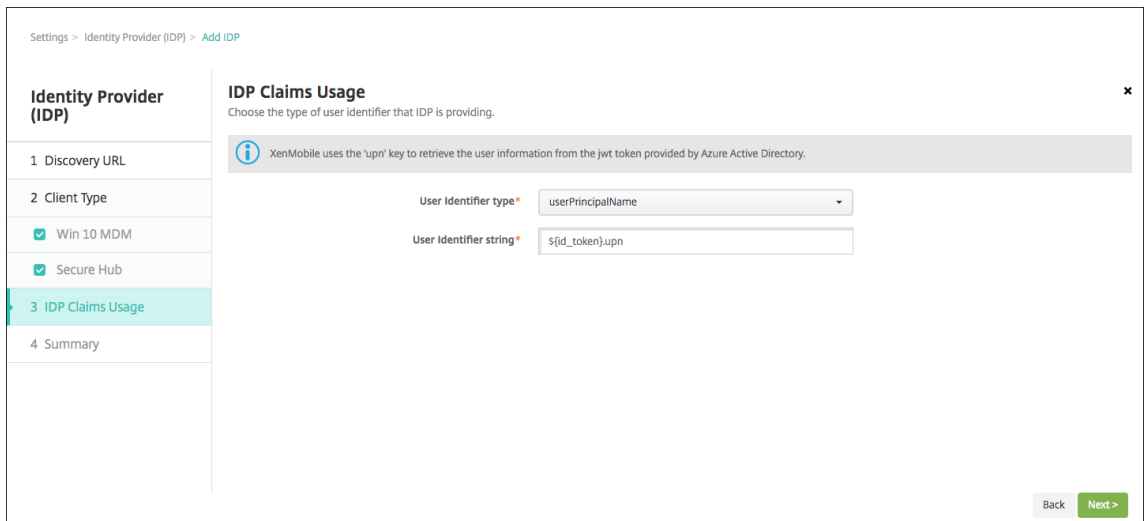 Settings > Identity Provider (IDP) > Add IDP
Identity Provider
(IDP)
1 Discovery URL
2 Client Type
Win 10 MDM
Secure Hub
3 IDP Claims Usage
4 Summary
IDP Claims Usage
Choose the type of user identifier that IDP is providing.
XenMobile uses the 'upn' key to retrieve the user information from the jwt token provided by Azure Active Directory.
User Identifier type* userPrincipalName
User Identifier string* ${id_token}.upn
Back Next >